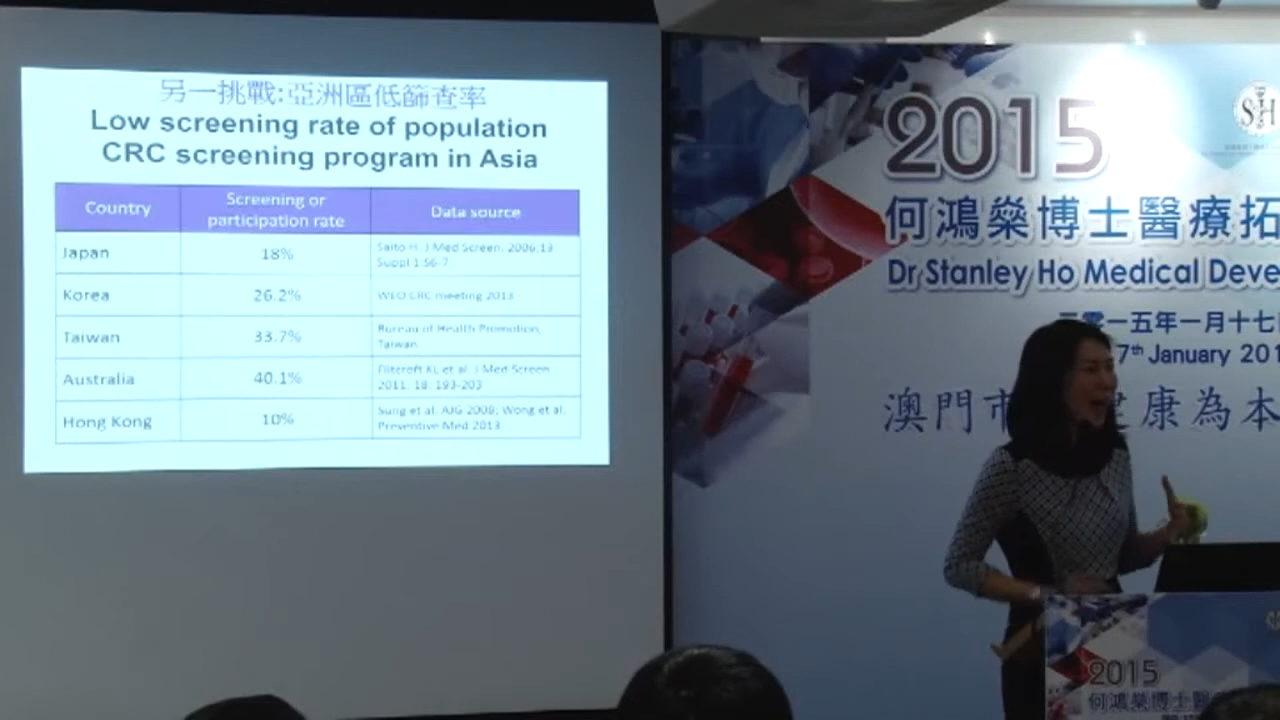 另一挑戰:亞洲區低篩查率
Low screening rate of population
CRC screening program in Asia
Country
Screening or
participation rate
Data source
Japan
18%
Saito H. J Med Screen. 2006;13
Suppl 1:S6-7
Korea
26.2%
WEO CRC meeting 2013
Taiwan
33.7%
Bureau of Health Promotion,
Taiwan
Australia
40.1%
Flitcroft KL et al. J Med Screen
2011. 18. 193-203
Hong Kong
10%
Sung et al. AJG 2008; Wong et al.
Preventive Med 2013
2015
SH
何鴻燊博士醫療拓
Dr Stanley Ho Medical Deve
二零一五年一月十七日
7th January 201
澳門市 健康為本
2015
何鴻燊博士醫